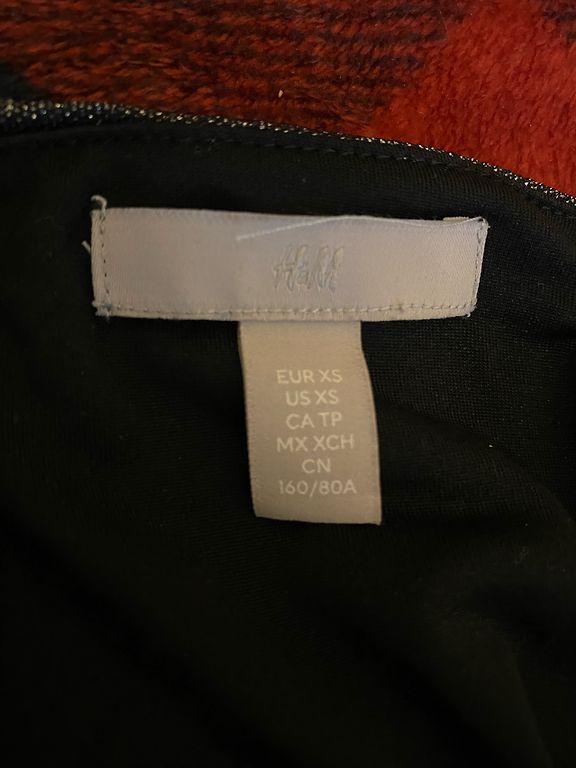 H&M
EUR XS
US XS
CA TP
MX XCH
CN
160/80A